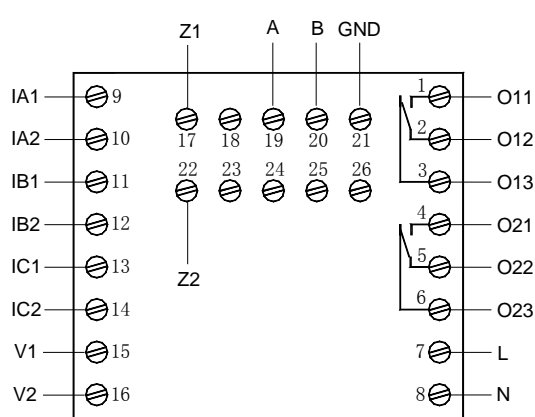 Z1 A B GND
IA1 9 1 O11
17 18 19 20 21
IA2 10 2 O12
22 23 24 25 26
IB1 11 3 O13
IB2 12 4 O21
IC1 13 Z2 5 O22
IC2 14 6 O23
V1 15 7 L
V2 16 8 N